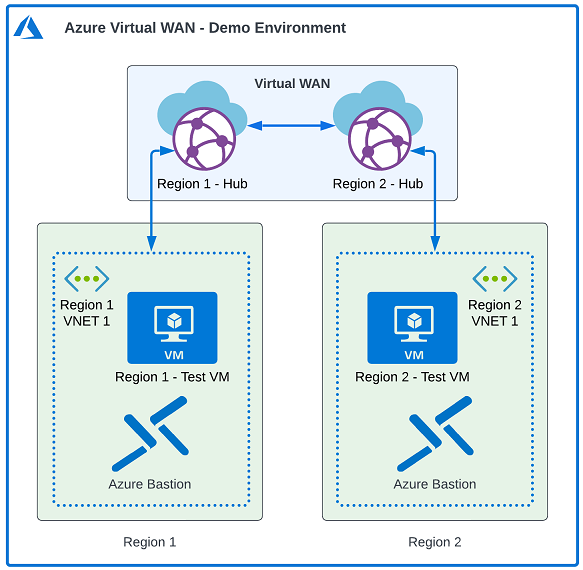 Azure Virtual WAN - Demo Environment
Virtual WAN
Region 1 - Hub
Region 2 - Hub
Region 1
VNET 1
VM
Region 1 - Test VM
Azure Bastion
Region 1
Region 2
VNET 1
VM
Region 2 - Test VM
Azure Bastion
Region 2